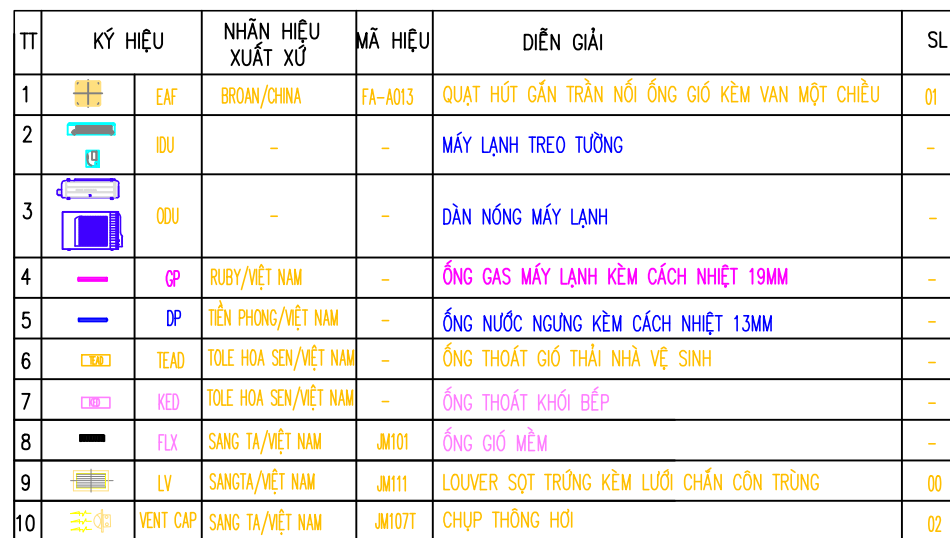 TT KÝ HIỆU NHÃN HIỆU XUẤT XỨ MÃ HIỆU DIỄN GIẢI SL
1 EAF BROAN/CHINA FA-A013 QUẠT HÚT GẮN TRẦN NỐI ỐNG GIÓ KÈM VAN MỘT CHIỀU 01
2 IDU - - MÁY LẠNH TREO TƯỜNG -
3 ODU - - DÀN NÓNG MÁY LẠNH -
4 GP RUBY/VIỆT NAM - ỐNG GAS MÁY LẠNH KÈM CÁCH NHIỆT 19MM -
5 DP TIỀN PHONG/VIỆT NAM - ỐNG NƯỚC NGƯNG KÈM CÁCH NHIỆT 13MM -
6 TEAD TEAD TOLE HOA SEN/VIỆT NAM - ỐNG THOÁT GIÓ THẢI NHÀ VỆ SINH -
7 KED KED TOLE HOA SEN/VIỆT NAM - ỐNG THOÁT KHÓI BẾP -
8 FLX SANG TA/VIỆT NAM JM101 ỐNG GIÓ MỀM -
9 LV SANGTA/VIỆT NAM JM111 LOUVER SỌT TRỨNG KÈM LƯỚI CHẮN CÔN TRÙNG 00
10 VENT CAP SANG TA/VIỆT NAM JM107T CHỤP THÔNG HƠI 02